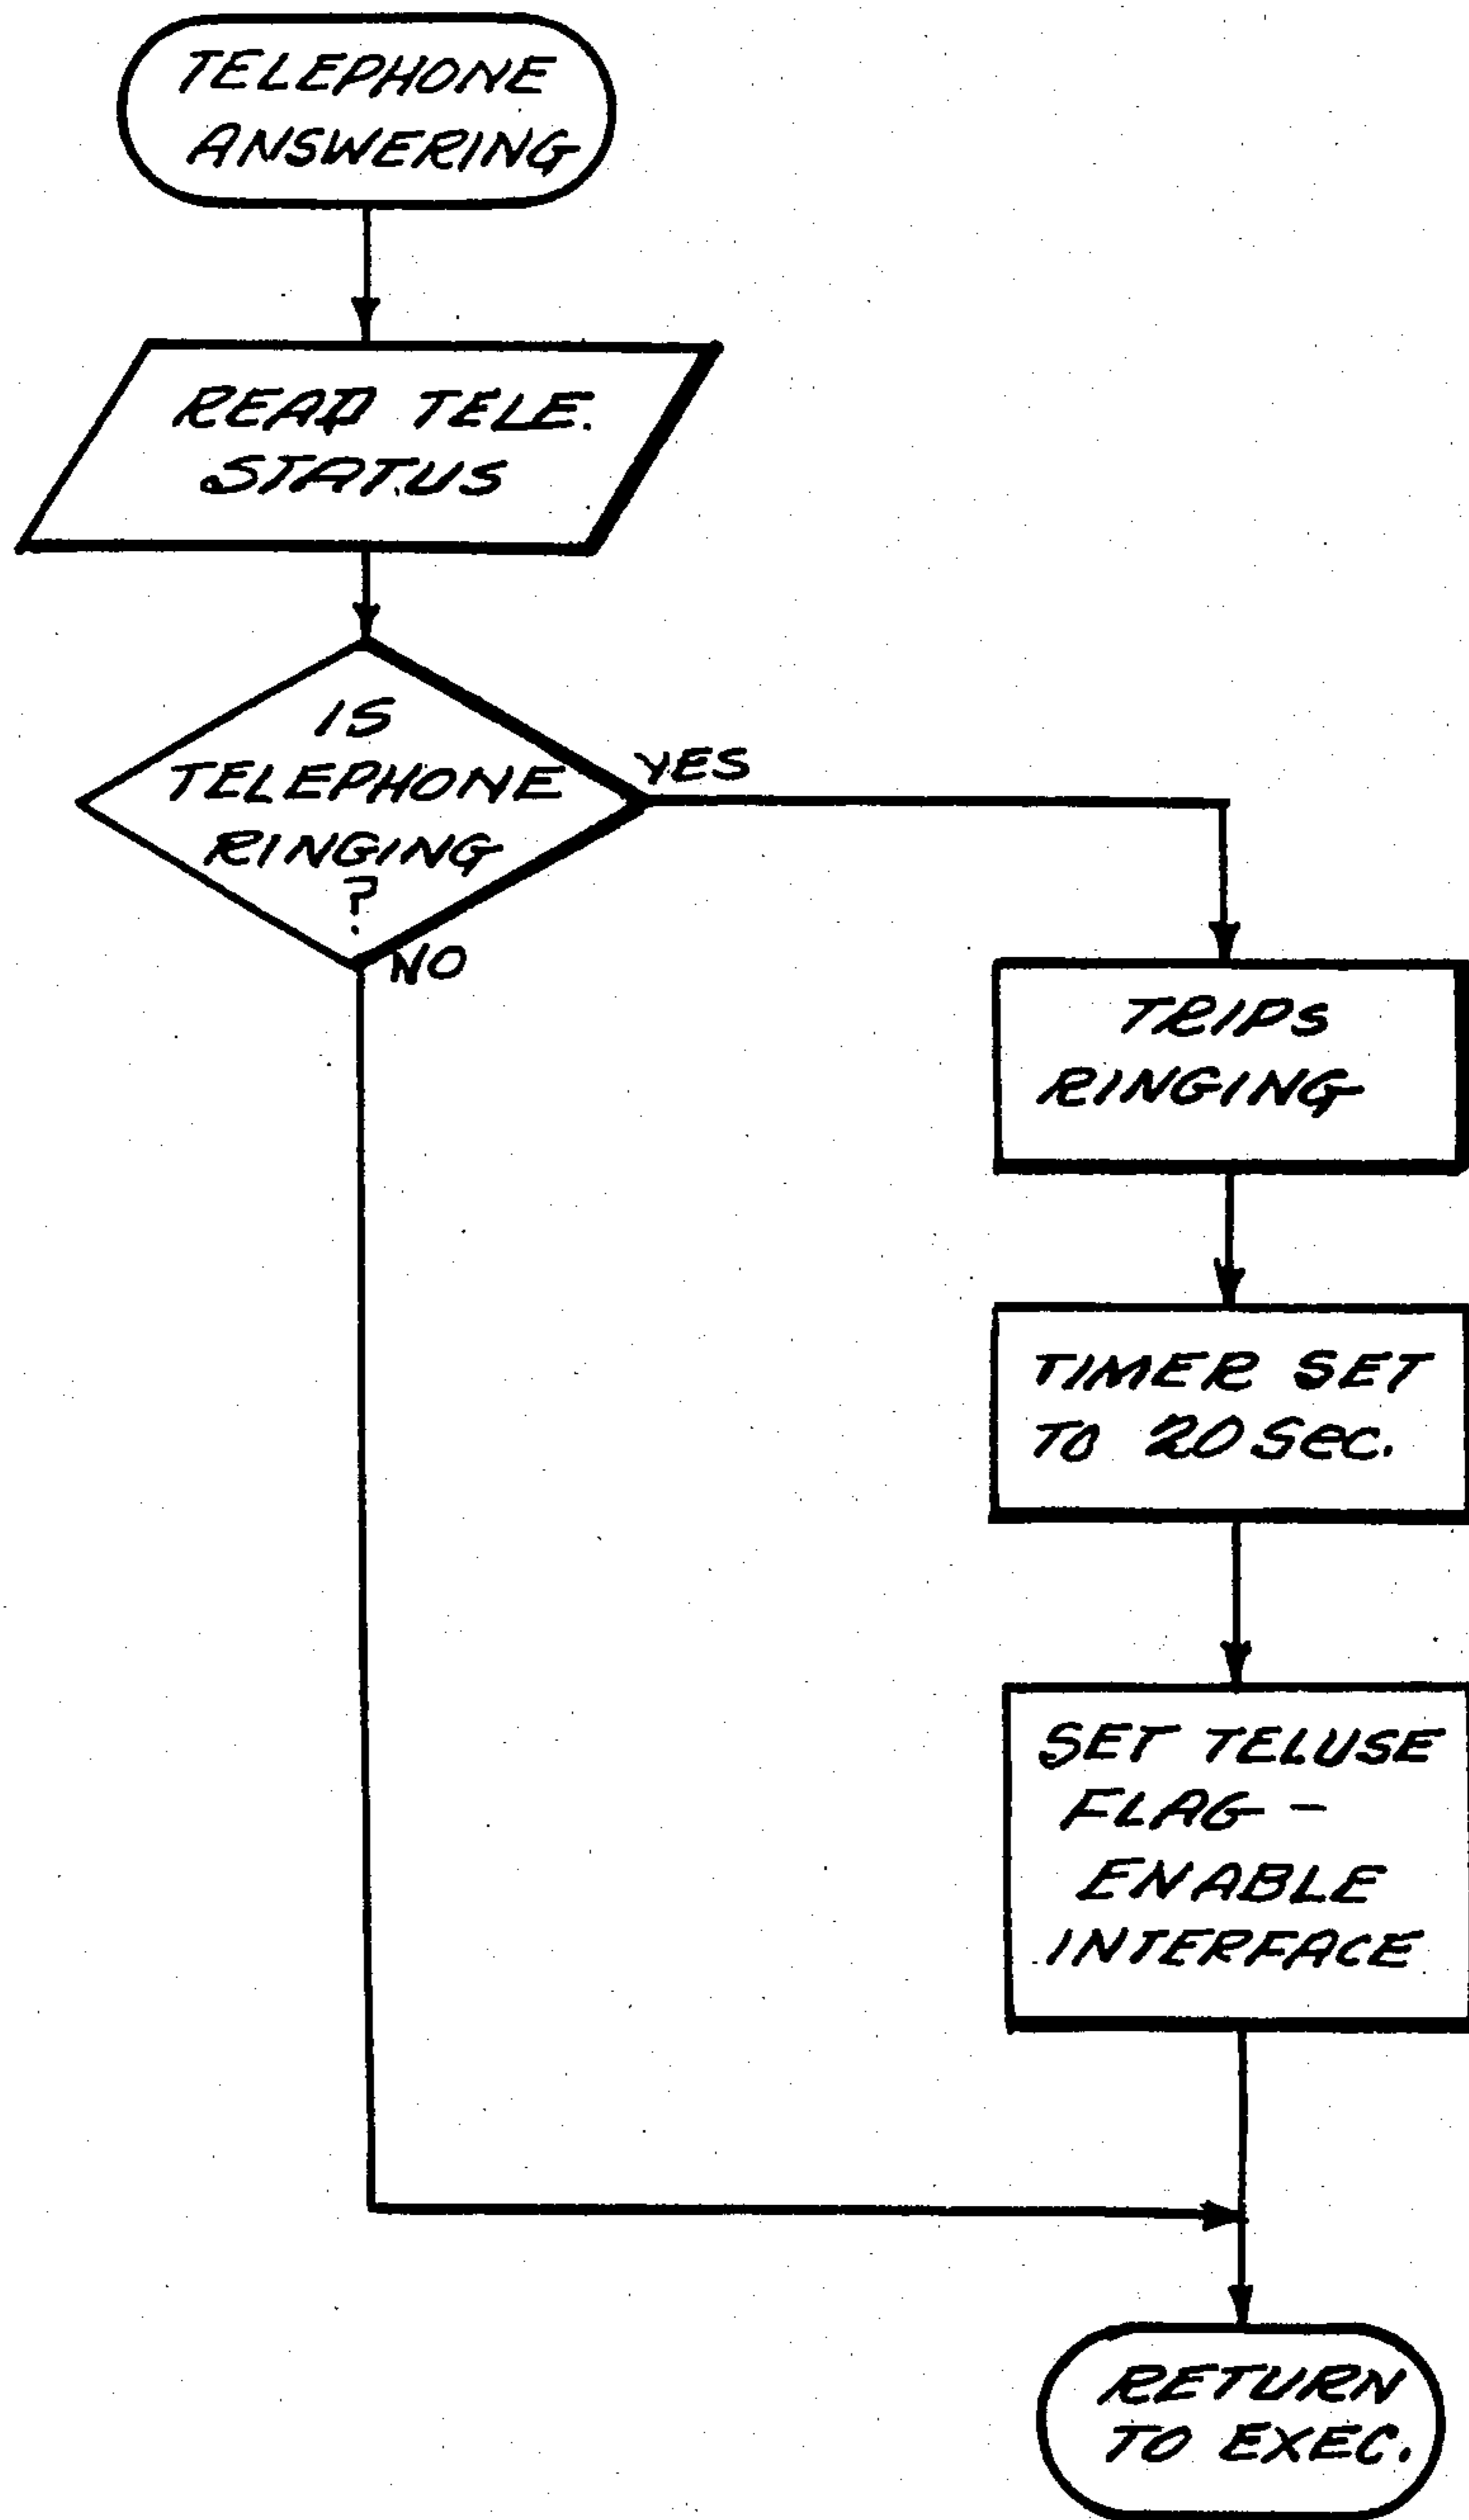 TELEPHONE
ANSWERING
READ TELE.
STATUS
IS
TELEPHONE
RINGING
?
YES
NO
TRIPS
RINGING
TIMER SET
TO 20 Sec.
SET TELUSE
FLAG -
ENABLE
INTERFACE
RETURN
TO EXEC.